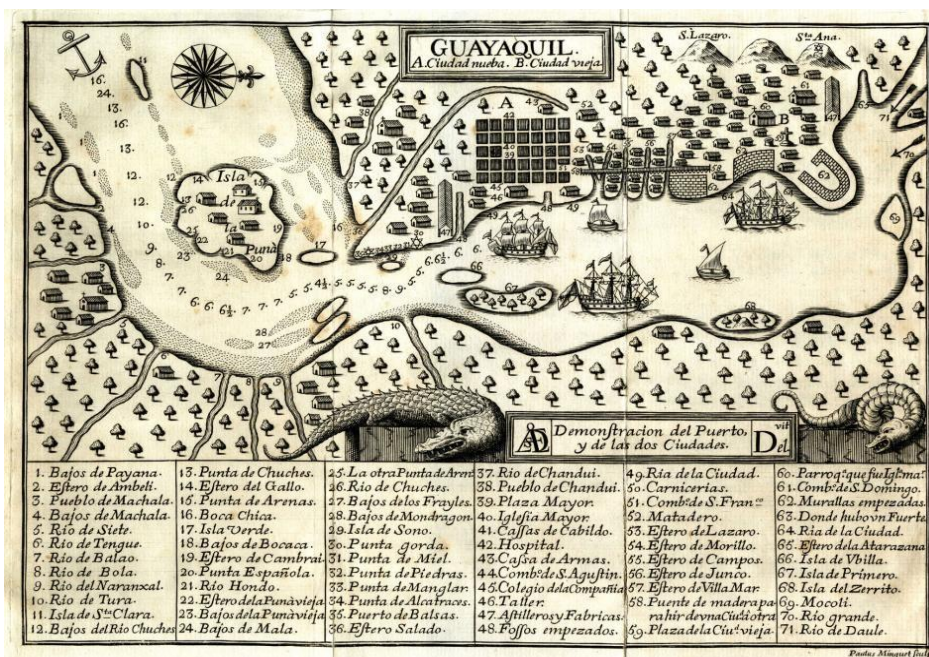 GUAYAQUIL.
A. Ciudad nueba. B. Ciudad vieja.
S. Lazaro.
Sta Ana.
A
B
Isla
de
la
Punà
Demonstracion del Puerto,
y de las dos Ciudades.
vit
Del.
1. Bajos de Payana.
2. Estero de Ambeli.
3. Pueblo de Machala.
4. Bajos de Machala.
5. Rio de Siete.
6. Rio de Tengue.
7. Rio de Balao.
8. Rio de Bola.
9. Rio del Naranxal.
10. Rio de Tura.
11. Isla de Sta Clara.
12. Bajos del Rio Chuches
13. Punta de Chuches.
14. Estero del Gallo.
15. Punta de Arenas.
16. Boca Chica.
17. Isla Verde.
18. Bajos de Bocaca.
19. Estero de Cambrai.
20. Punta Española.
21. Rio Hondo.
22. Estero de la Punà vieja
23. Bajos de la Punà vieja
24. Bajos de Mala.
25. La otra Punta de Aren
26. Rio de Chuches.
27. Bajos de los Frayles.
28. Bajos de Mondragon
29. Isla de Sono.
30. Punta gorda.
31. Punta de Miel.
32. Punta de Piedras.
33. Punta de Manglar.
34. Punta de Alcatraces.
35. Puerto de Balsas.
36. Estero Salado.
37. Rio de Chandui.
38. Pueblo de Chandui.
39. Plaza Mayor.
40. Iglesia Mayor.
41. Cassas de Cabildo.
42. Hospital.
43. Cassa de Armas.
44. Combo. de S. Agustin.
45. Colegio de la Compañia
46. Taller.
47. Astilleros y Fabricas
48. Fossos empezados.
49. Ria de la Ciudad.
50. Carnicerias.
51. Combo. de S. Franco
52. Matadero.
53. Estero de Lazaro.
54. Estero de Morillo.
55. Estero de Campos.
56. Estero de Junco.
57. Estero de Villa Mar.
58. Puente de madera pa
ra hir de vna Ciud. â otra
59. Plaza de la Ciud. vieja.
60. Parroqa. que fue Iglª. ma.
61. Combo. de S. Domingo.
62. Murallas empezadas.
63. Donde hubo vn Fuerte
64. Ria de la Ciudad.
65. Estero de la Atarazana
66. Isla de Vbilla.
67. Isla de Primero.
68. Isla del Zerrito.
69. Mocoli.
70. Rio grande.
71. Rio de Daule.
Paulus Minguet Sculp